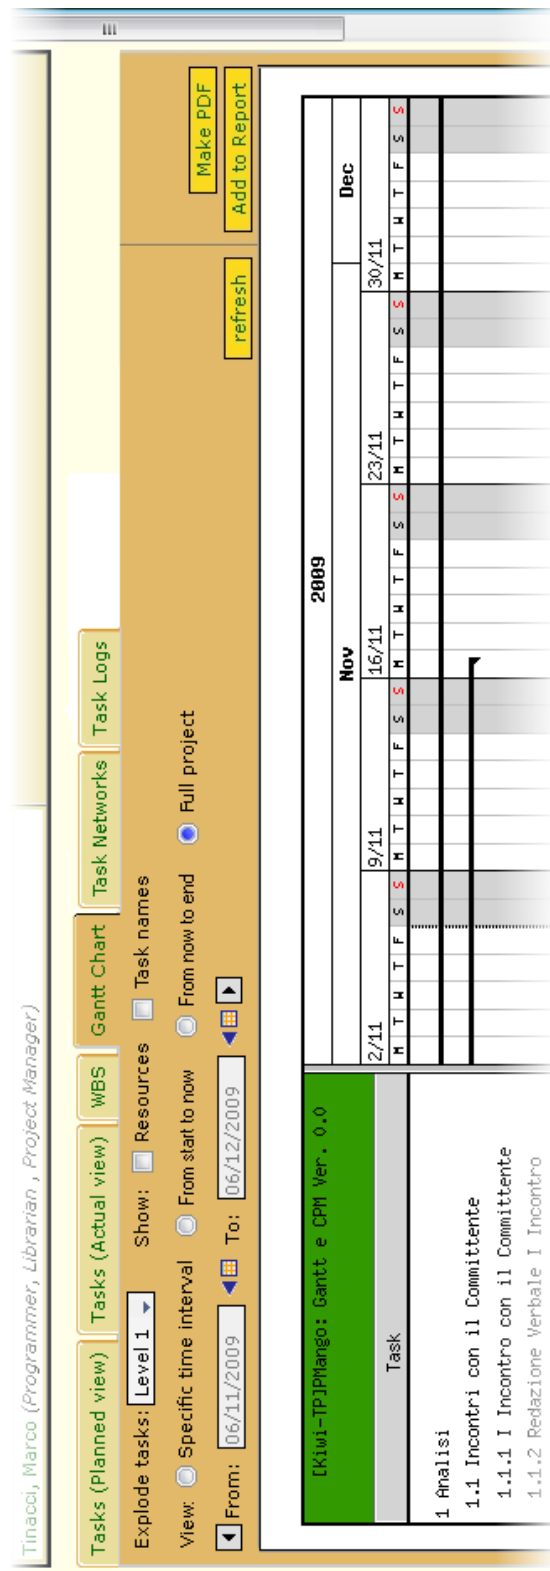 Tinacci, Marco (Programmer, Librarian , Project Manager)
Tasks (Planned view) Tasks (Actual view) WBS Gantt Chart Task Networks Task Logs
Explode tasks: Level 1 Show: Resources Task names
Make PDF
View: Specific time interval From start to now From now to end Full project
From: 06/11/2009 To: 06/12/2009 refresh Add to Report
[Kiwi-TP]PMango: Gantt e CPM Ver. 0.0 2009
Nov Dec
Task 2/11 9/11 16/11 23/11 30/11
M T W T F S S M T W T F S S M T W T F S S M T W T F S S M T W T F S S
1 Analisi
1.1 Incontri con il Committente
1.1.1 I Incontro con il Committente
1.1.2 Redazione Verbale I Incontro